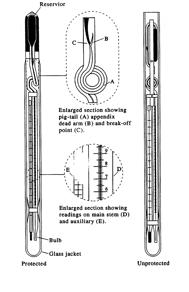 Reservior
C
B
A
Enlarged section showing
pig-tail (A) appendix
dead arm (B) and break-off
point (C).
E
D
Enlarged section showing
readings on main stem (D)
and auxiliary (E).
Bulb
Glass jacket
Protected
Unprotected